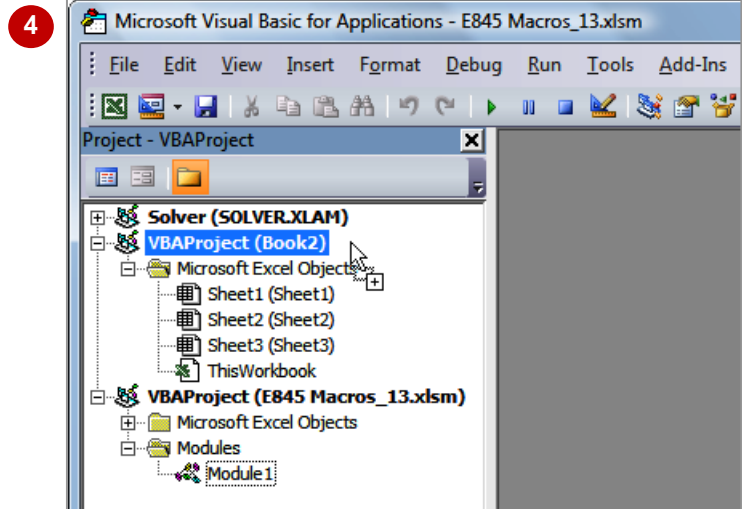 4
Microsoft Visual Basic for Applications - E845 Macros_13.xlsm
File Edit View Insert Format Debug Run Tools Add-Ins
Project - VBAProject
Solver (SOLVER.XLAM)
VBAProject (Book2)
Microsoft Excel Objects
Sheet1 (Sheet1)
Sheet2 (Sheet2)
Sheet3 (Sheet3)
ThisWorkbook
VBAProject (E845 Macros_13.xlsm)
Microsoft Excel Objects
Modules
Module1